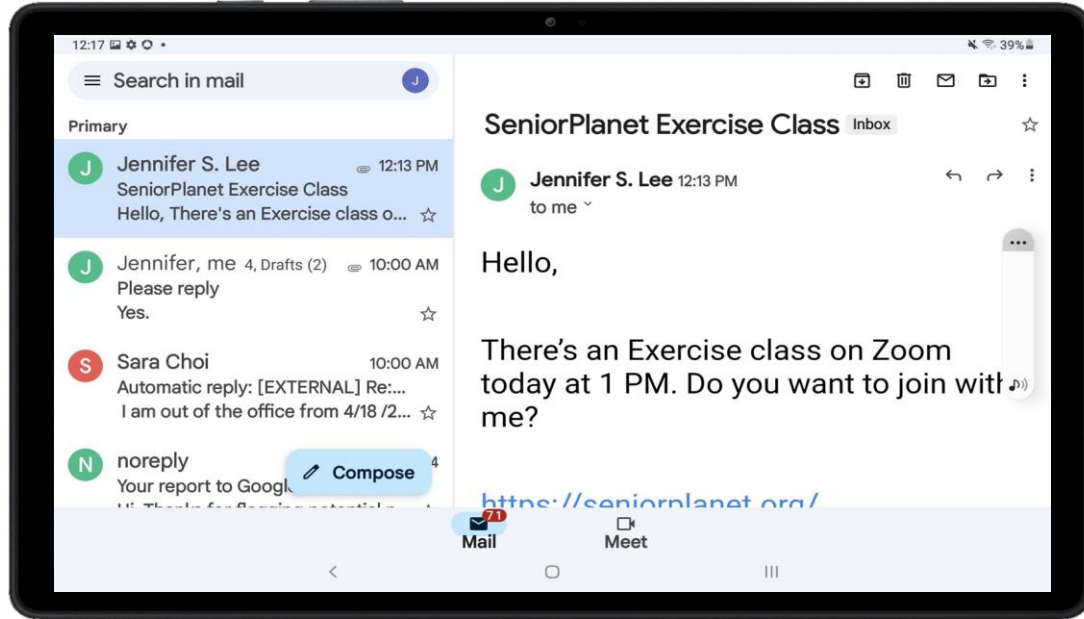 12:17
39%
Search in mail
J
Primary
J
Jennifer S. Lee 12:13 PM
SeniorPlanet Exercise Class
Hello, There's an Exercise class o...
J
Jennifer, me 4, Drafts (2) 10:00 AM
Please reply
Yes.
S
Sara Choi 10:00 AM
Automatic reply: [EXTERNAL] Re:...
I am out of the office from 4/18 /2...
N
noreply 4
Your report to Googl
Compose
SeniorPlanet Exercise Class Inbox
J
Jennifer S. Lee 12:13 PM
to me
Hello,
There's an Exercise class on Zoom
today at 1 PM. Do you want to join with
me?
https://seniorplanet.org/
71
Mail
Meet